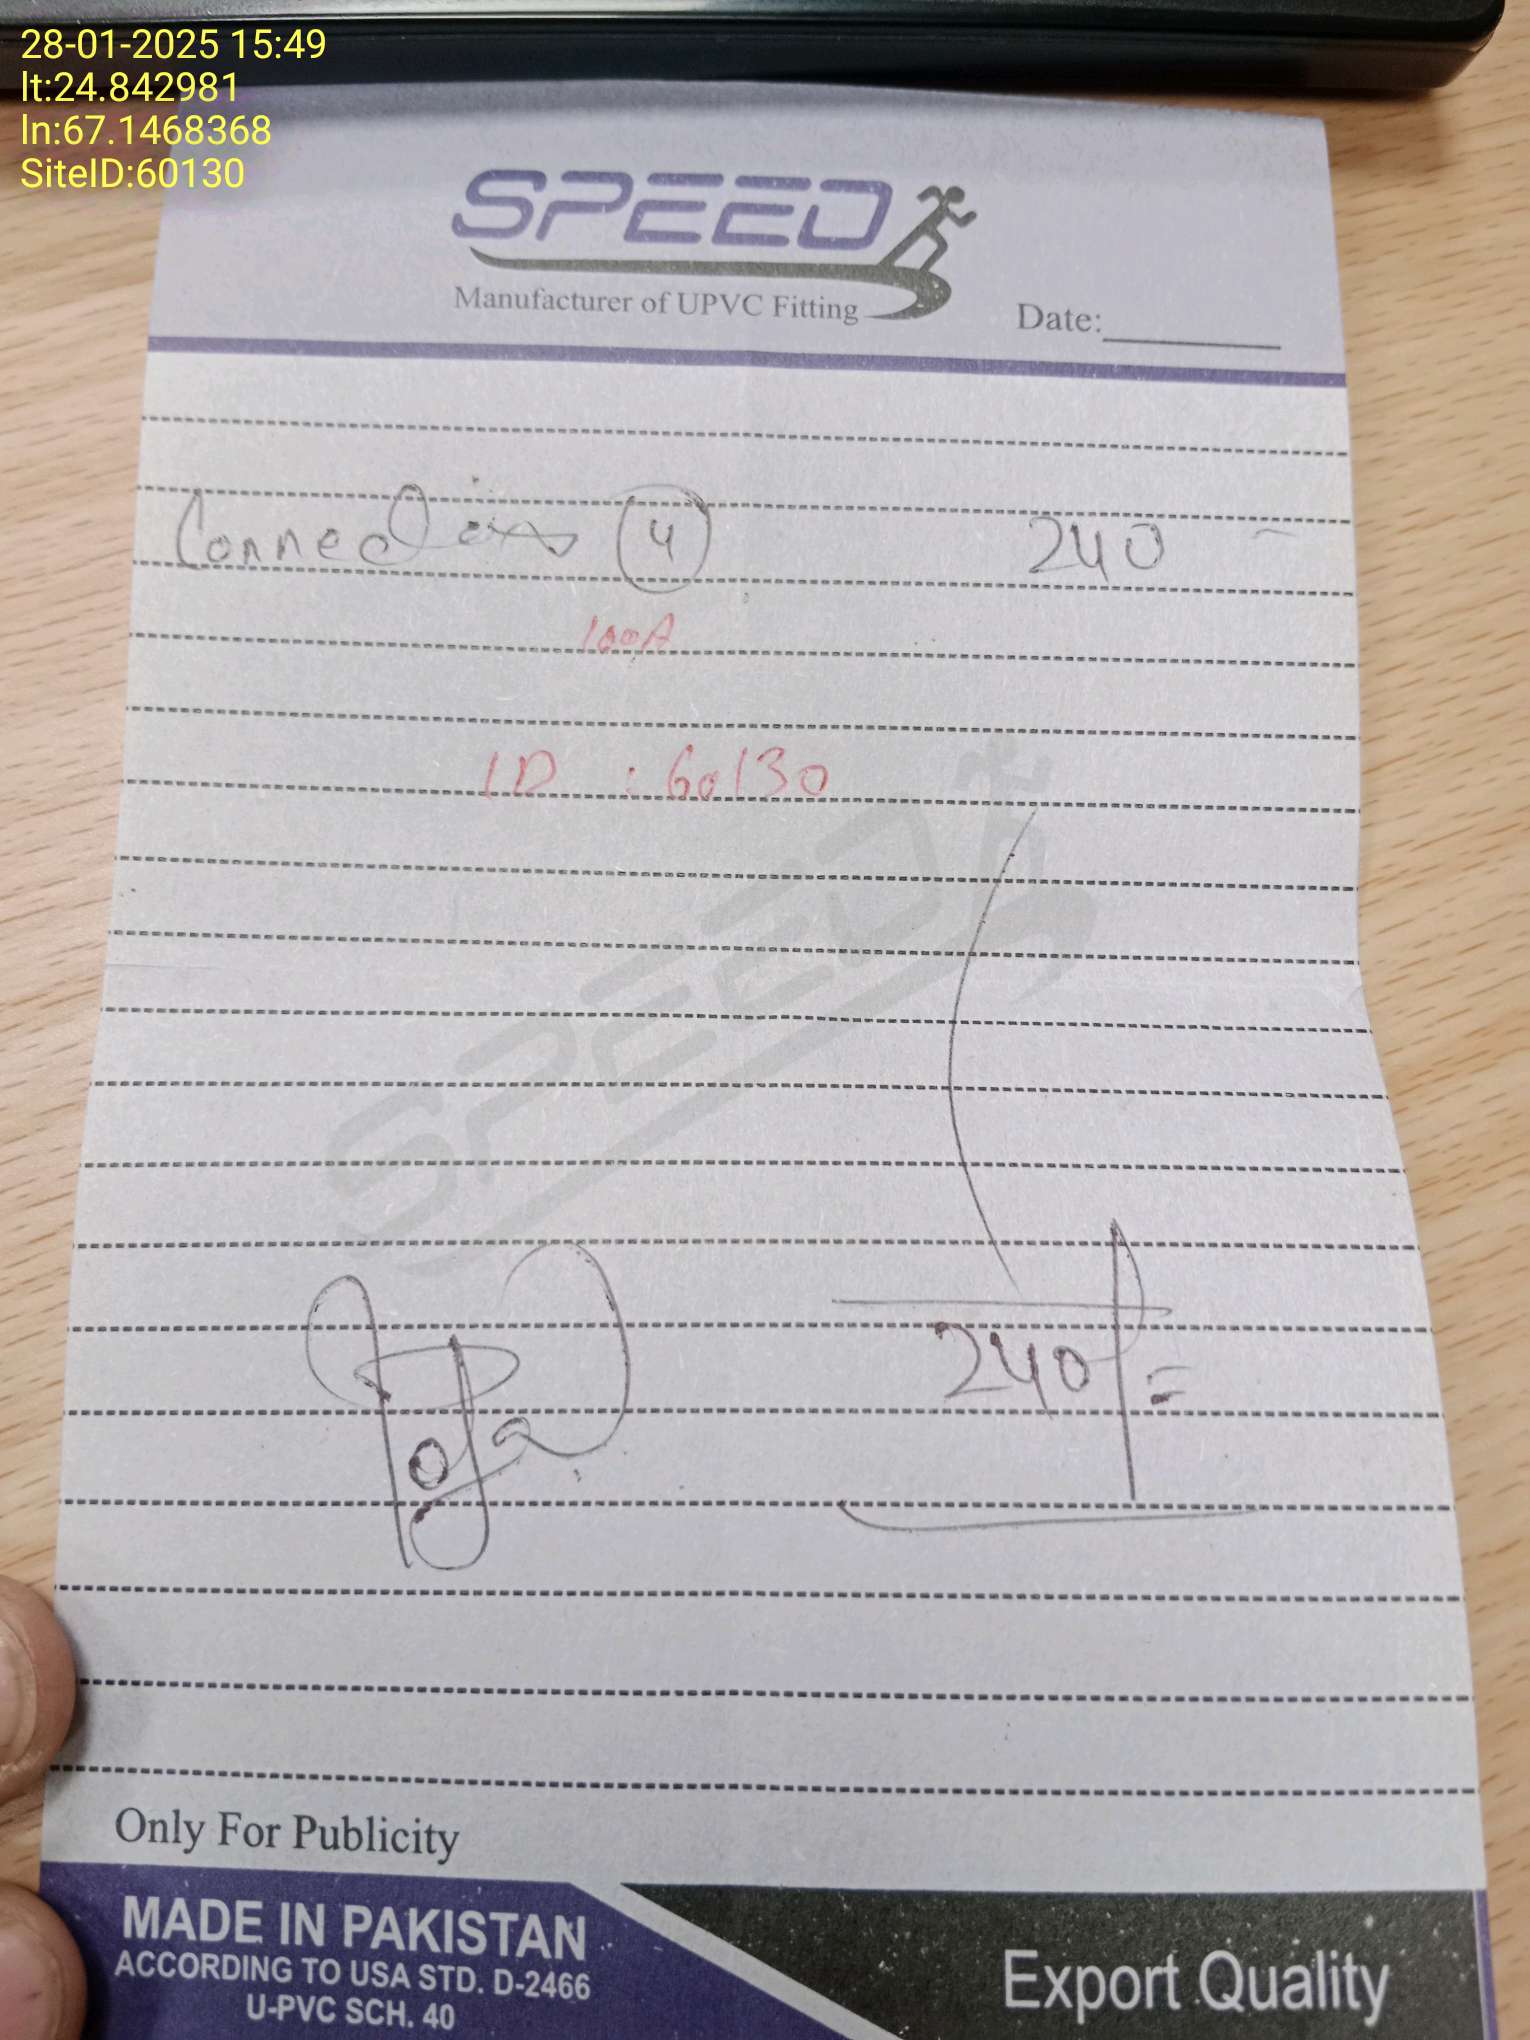 28-01-2025 15:49
lt:24.842981
ln:67.1468368
SiteID:60130
SPEED
Manufacturer of UPVC Fitting
Date:
Connections (4) 240
100A
ID : 60130
SPEED
240/=
Only For Publicity
MADE IN PAKISTAN
ACCORDING TO USA STD. D-2466
U-PVC SCH. 40
Export Quality